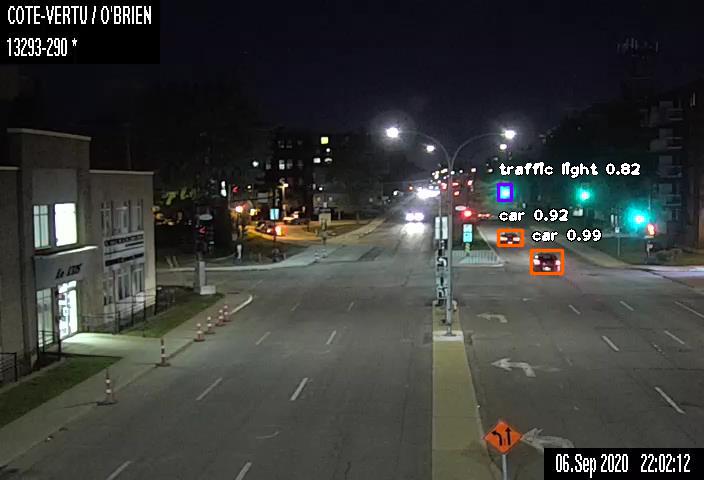 COTE-VERTU / O'BRIEN
13293-290 *
traffic light 0.82
car 0.92
car 0.99
06.Sep 2020 22:02:12